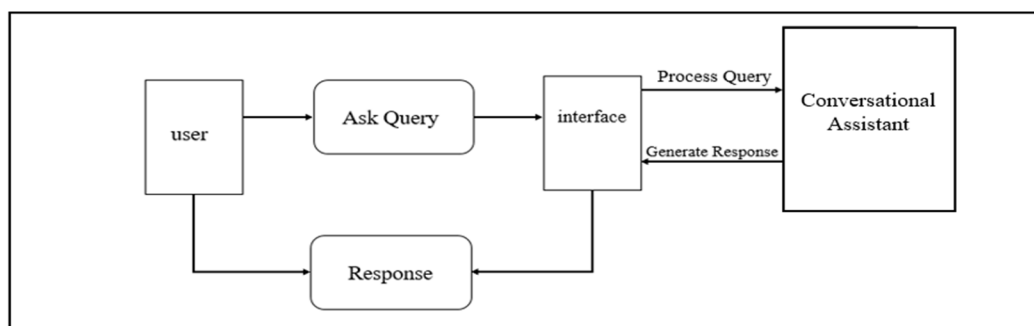 user
Ask Query
interface
Process Query
Generate Response
Conversational
Assistant
Response